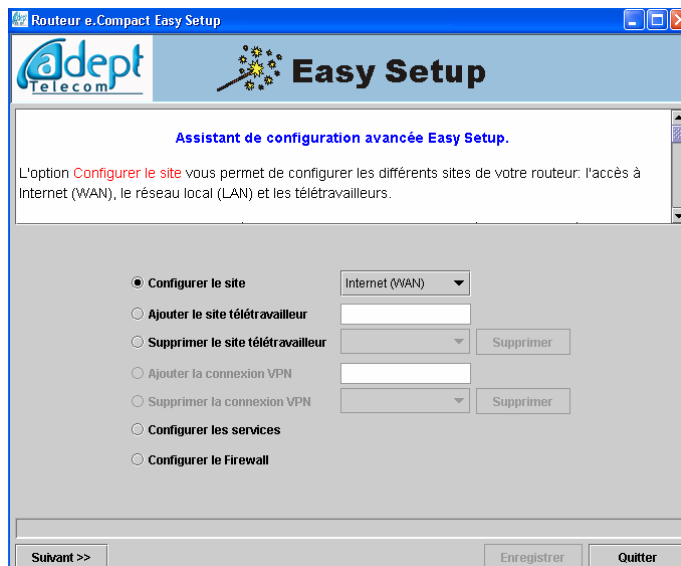 Routeur e.Compact Easy Setup
adept
Telecom
Easy Setup
Assistant de configuration avancée Easy Setup.
L'option Configurer le site vous permet de configurer les différents sites de votre routeur: l'accès à
Internet (WAN), le réseau local (LAN) et les télétravailleurs.
Configurer le site
Internet (WAN)
Ajouter le site télétravailleur
Supprimer le site télétravailleur
Supprimer
Ajouter la connexion VPN
Supprimer la connexion VPN
Supprimer
Configurer les services
Configurer le Firewall
Suivant >>
Enregistrer
Quitter